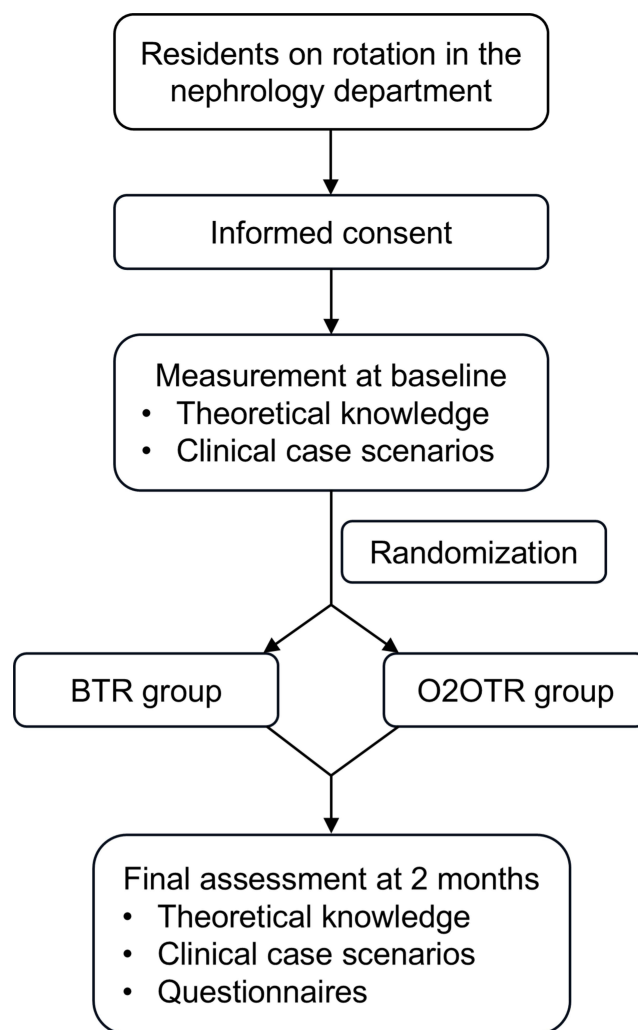 Residents on rotation in the
nephrology department
Informed consent
Measurement at baseline
• Theoretical knowledge
• Clinical case scenarios
Randomization
BTR group
O2OTR group
Final assessment at 2 months
• Theoretical knowledge
• Clinical case scenarios
• Questionnaires